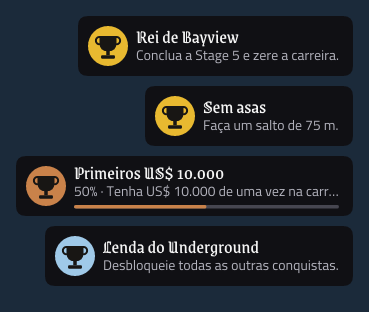 Rei de Bayview
Conclua a Stage 5 e zere a carreira.
Sem asas
Faça um salto de 75 m.
Primeiros US$ 10.000
50% · Tenha US$ 10.000 de uma vez na carr...
Lenda do Underground
Desbloqueie todas as outras conquistas.